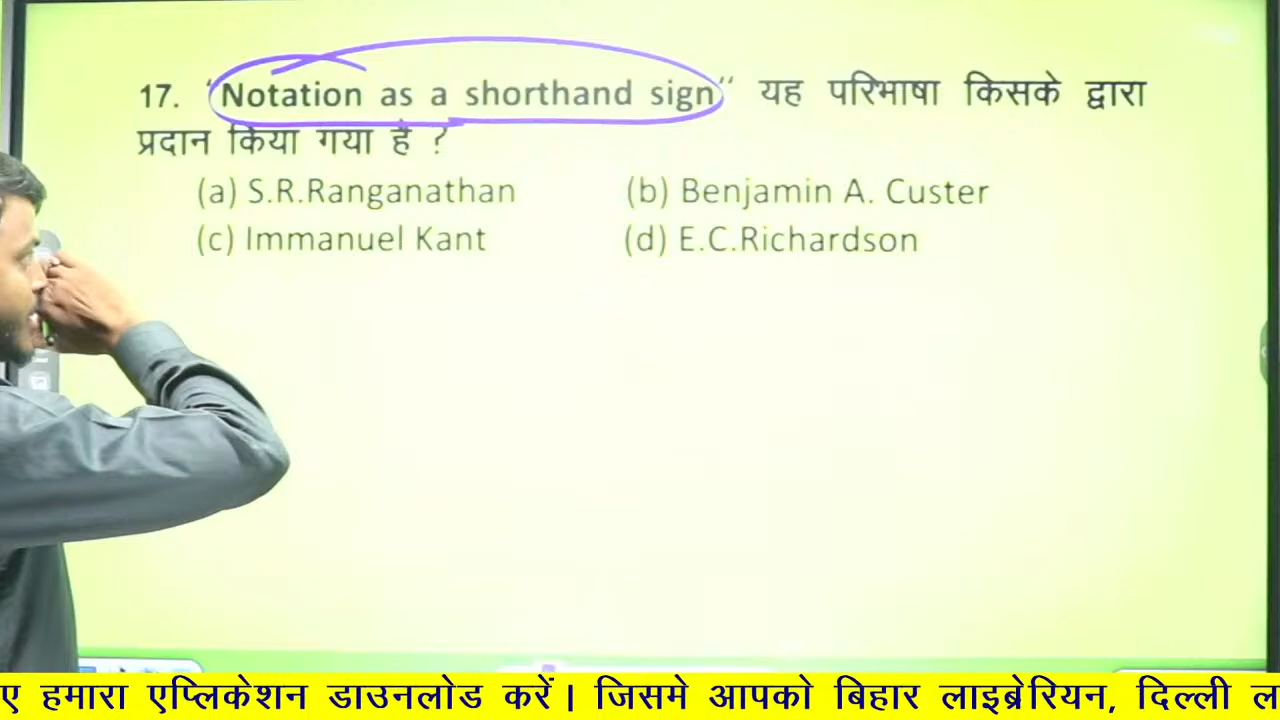 17. 'Notation as a shorthand sign" यह परिभाषा किसके द्वारा
प्रदान किया गया है ?
(a) S.R.Ranganathan (b) Benjamin A. Custer
(c) Immanuel Kant (d) E.C.Richardson
ए हमारा एप्लिकेशन डाउनलोड करें। जिसमे आपको बिहार लाइब्रेरियन, दिल्ली ल